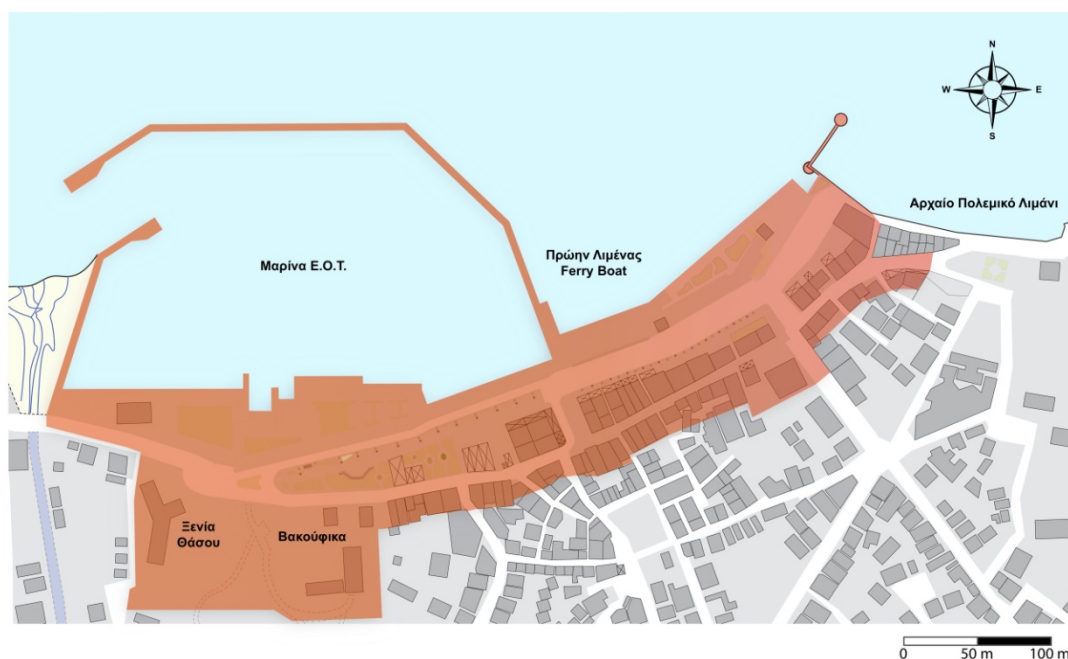 N
W
E
S
Αρχαίο Πολεμικό Λιμάνι
Πρώην Λιμένας
Ferry Boat
Μαρίνα Ε.Ο.Τ.
Ξενία
Θάσου
Βακούφικα
0 50 m 100 m